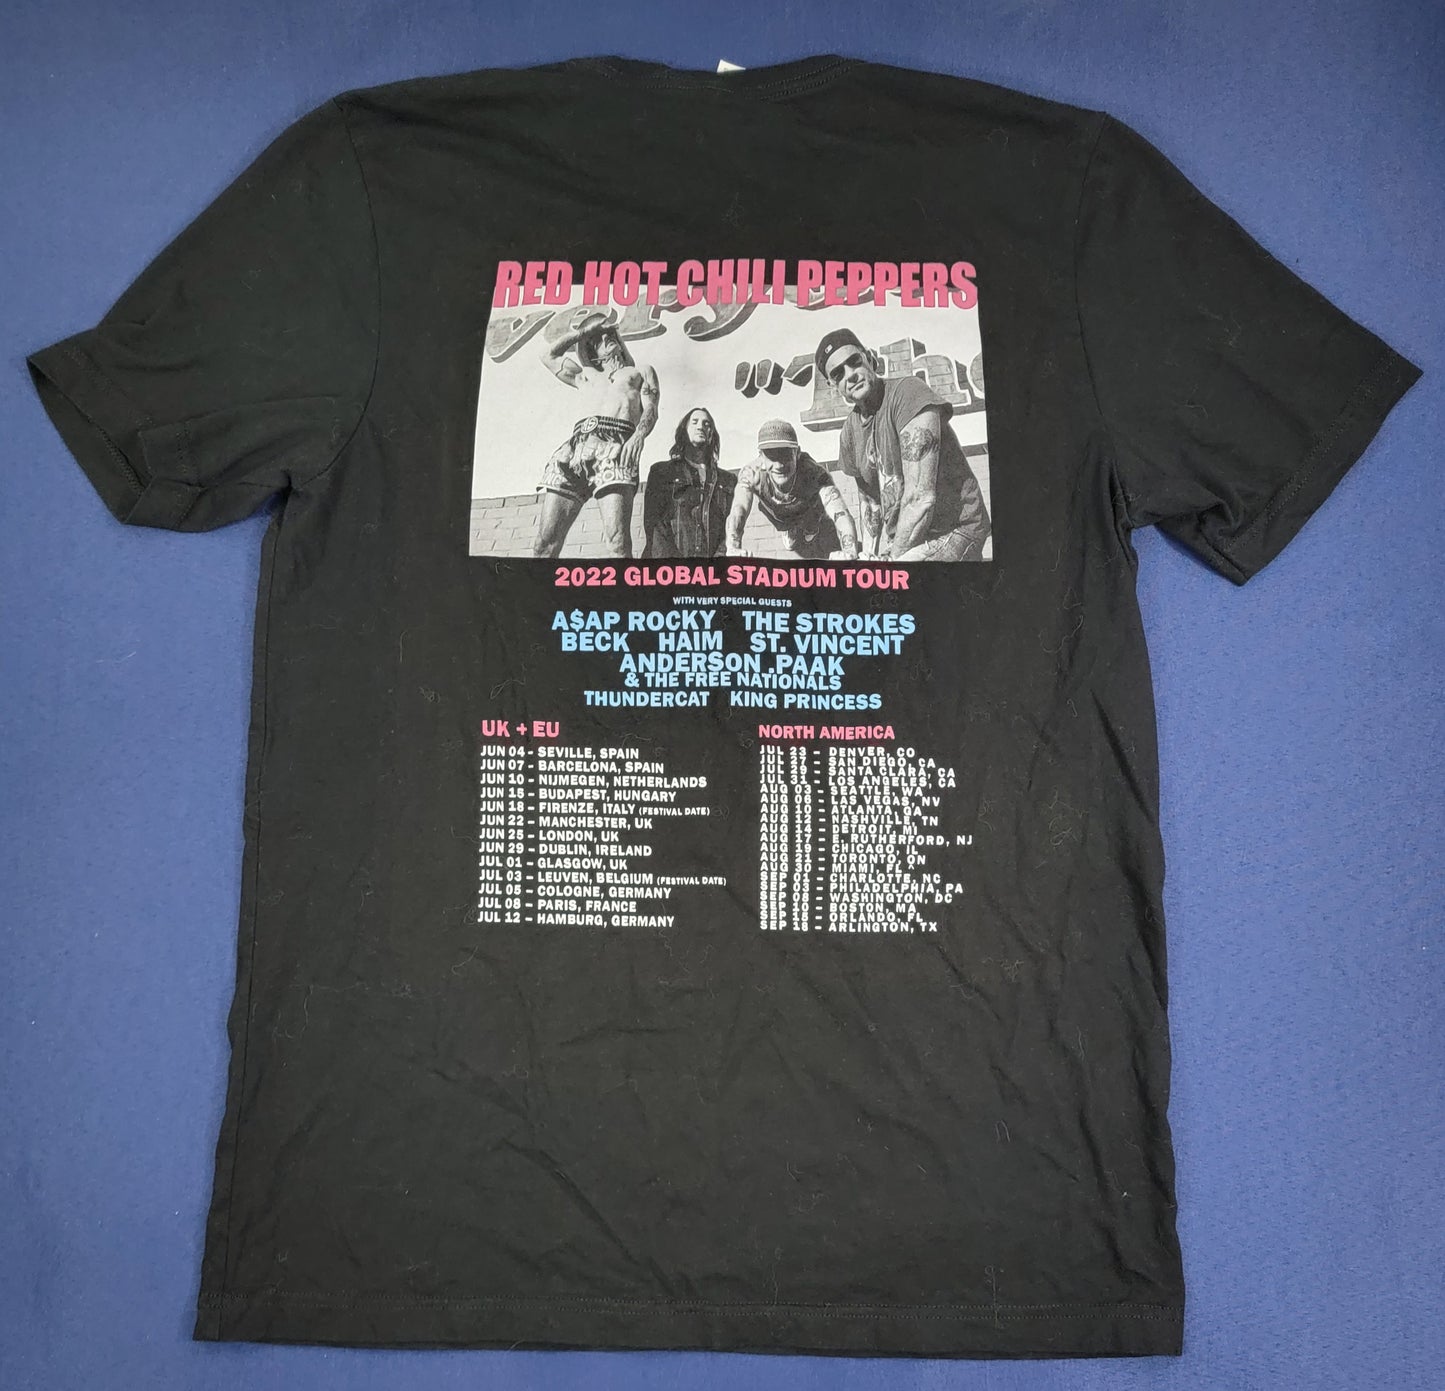 RED HOT CHILI PEPPERS
very
"The
2022 GLOBAL STADIUM TOUR
WITH VERY SPECIAL GUESTS
A$AP ROCKY THE STROKES
BECK HAIM ST. VINCENT
ANDERSON .PAAK
& THE FREE NATIONALS
THUNDERCAT KING PRINCESS
UK + EU
JUN 04 - SEVILLE, SPAIN
JUN 07 - BARCELONA, SPAIN
JUN 10 - NIJMEGEN, NETHERLANDS
JUN 15 - BUDAPEST, HUNGARY
JUN 18 - FIRENZE, ITALY (FESTIVAL DATE)
JUN 22 - MANCHESTER, UK
JUN 25 - LONDON, UK
JUN 29 - DUBLIN, IRELAND
JUL 01 - GLASGOW, UK
JUL 03 - LEUVEN, BELGIUM (FESTIVAL DATE)
JUL 05 - COLOGNE, GERMANY
JUL 08 - PARIS, FRANCE
JUL 12 - HAMBURG, GERMANY
NORTH AMERICA
JUL 23 - DENVER, CO
JUL 27 - SAN DIEGO, CA
JUL 29 - SANTA CLARA, CA
JUL 31 - LOS ANGELES, CA
AUG 03 - SEATTLE, WA
AUG 06 - LAS VEGAS, NV
AUG 10 - ATLANTA, GA
AUG 12 - NASHVILLE, TN
AUG 14 - DETROIT, MI
AUG 17 - E. RUTHERFORD, NJ
AUG 19 - CHICAGO, IL
AUG 21 - TORONTO, ON
AUG 30 - MIAMI, FL ^
SEP 01 - CHARLOTTE, NC
SEP 03 - PHILADELPHIA, PA
SEP 08 - WASHINGTON, DC
SEP 10 - BOSTON, MA
SEP 15 - ORLANDO, FL
SEP 18 - ARLINGTON, TX